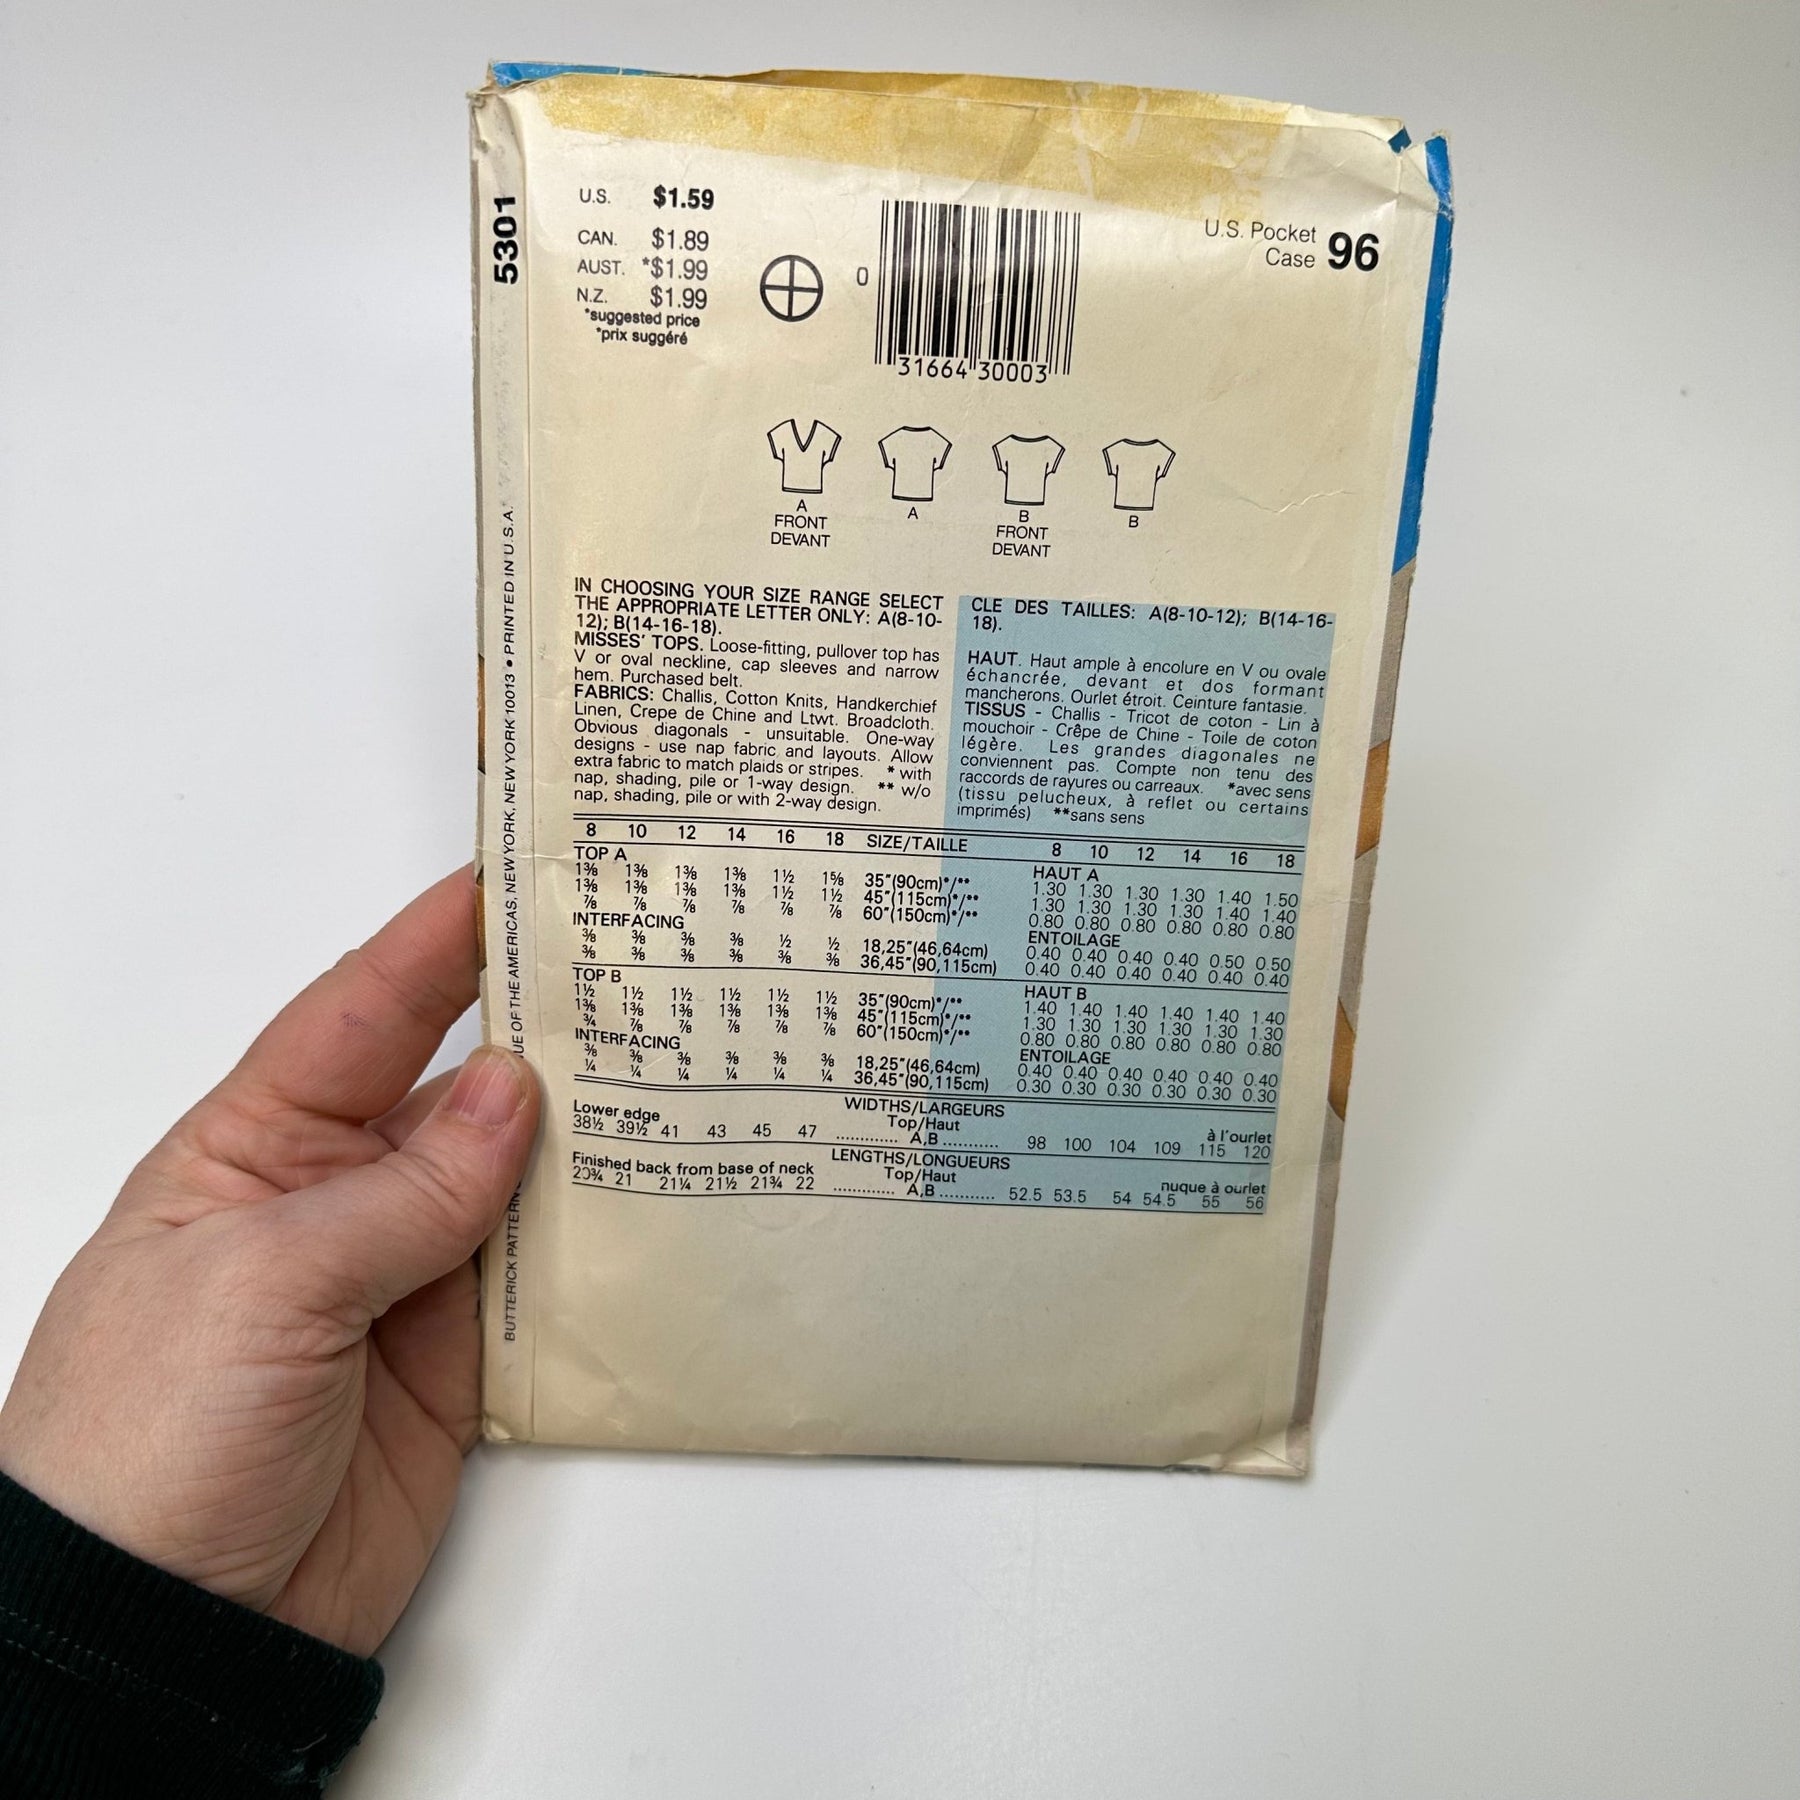 5301
U.S. $1.59
CAN. $1.89
AUST. *$1.99
N.Z. $1.99
*suggested price
*prix suggéré
0
31664 30003
U.S. Pocket
Case 96
A
FRONT
DEVANT
A
B
FRONT
DEVANT
B
IN CHOOSING YOUR SIZE RANGE SELECT
THE APPROPRIATE LETTER ONLY: A(8-10-
12); B(14-16-18).
MISSES' TOPS. Loose-fitting, pullover top has
V or oval neckline, cap sleeves and narrow
hem. Purchased belt.
FABRICS: Challis, Cotton Knits, Handkerchief
Linen, Crepe de Chine and Ltwt. Broadcloth.
Obvious diagonals - unsuitable. One-way
designs - use nap fabric and layouts. Allow
extra fabric to match plaids or stripes. * with
nap, shading, pile or 1-way design. ** w/o
nap, shading, pile or with 2-way design.
CLE DES TAILLES: A(8-10-12); B(14-16-
18).
HAUT. Haut ample à encolure en V ou ovale
échancrée, devant et dos formant
mancherons. Ourlet étroit. Ceinture fantasie.
TISSUS - Challis - Tricot de coton - Lin à
mouchoir - Crêpe de Chine - Toile de coton
légère. Les grandes diagonales ne
conviennent pas. Compte non tenu des
raccords de rayures ou carreaux. *avec sens
(tissu pelucheux, à reflet ou certains
imprimés) **sans sens
8 10 12 14 16 18 SIZE/TAILLE 8 10 12 14 16 18
TOP A HAUT A
1⅜ 1⅜ 1⅜ 1⅜ 1½ 1⅝ 35"(90cm)*/** 1.30 1.30 1.30 1.30 1.40 1.50
1⅜ 1⅜ 1⅜ 1⅜ 1½ 1½ 45"(115cm)*/** 1.30 1.30 1.30 1.30 1.40 1.40
⅞ ⅞ ⅞ ⅞ ⅞ ⅞ 60"(150cm)*/** 0.80 0.80 0.80 0.80 0.80 0.80
INTERFACING ENTOILAGE
⅜ ⅜ ⅜ ⅜ ½ ½ 18,25"(46,64cm) 0.40 0.40 0.40 0.40 0.50 0.50
⅜ ⅜ ⅜ ⅜ ⅜ ⅜ 36,45"(90,115cm) 0.40 0.40 0.40 0.40 0.40 0.40
TOP B HAUT B
1½ 1½ 1½ 1½ 1½ 1½ 35"(90cm)*/** 1.40 1.40 1.40 1.40 1.40 1.40
1⅜ 1⅜ 1⅜ 1⅜ 1⅜ 1⅜ 45"(115cm)*/** 1.30 1.30 1.30 1.30 1.30 1.30
¾ ⅞ ⅞ ⅞ ⅞ ⅞ 60"(150cm)*/** 0.80 0.80 0.80 0.80 0.80 0.80
INTERFACING ENTOILAGE
⅜ ⅜ ⅜ ⅜ ⅜ ⅜ 18,25"(46,64cm) 0.40 0.40 0.40 0.40 0.40 0.40
¼ ¼ ¼ ¼ ¼ ¼ 36,45"(90,115cm) 0.30 0.30 0.30 0.30 0.30 0.30
WIDTHS/LARGEURS
Lower edge Top/Haut à l'ourlet
38½ 39½ 41 43 45 47 ............. A,B ........... 98 100 104 109 115 120
LENGTHS/LONGUEURS
Finished back from base of neck Top/Haut nuque à ourlet
20¾ 21 21¼ 21½ 21¾ 22 ............. A,B ........... 52.5 53.5 54 54.5 55 56
BUTTERICK PATTERN UE OF THE AMERICAS, NEW YORK, NEW YORK 10013 • PRINTED IN U.S.A.